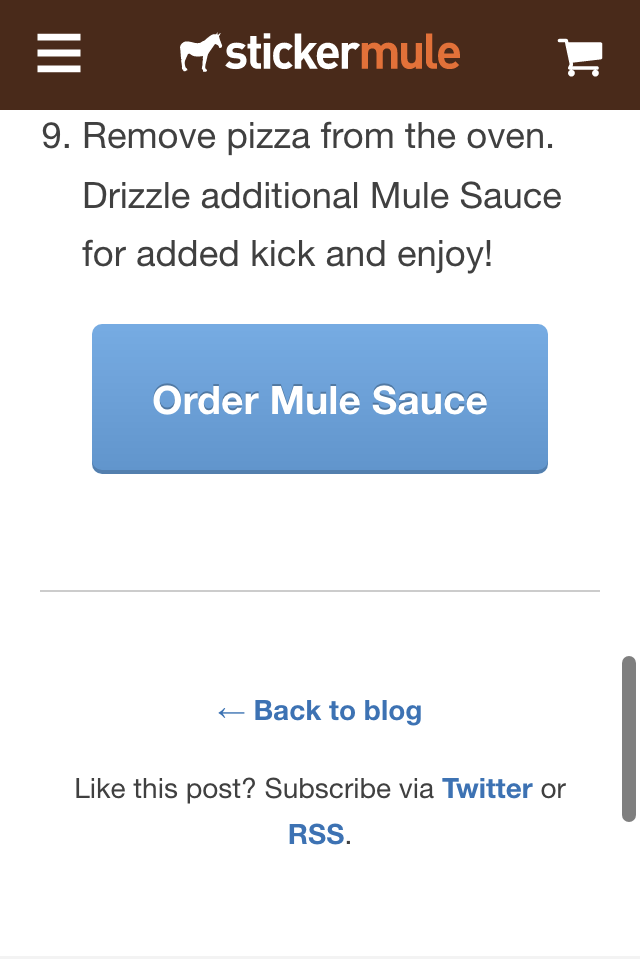 stickermule
9. Remove pizza from the oven.
Drizzle additional Mule Sauce
for added kick and enjoy!
Order Mule Sauce
← Back to blog
Like this post? Subscribe via Twitter or
RSS.